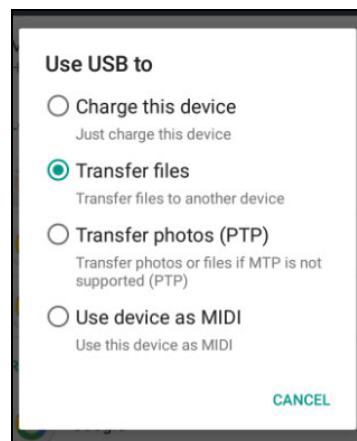 Use USB to
Charge this device
Just charge this device
Transfer files
Transfer files to another device
Transfer photos (PTP)
Transfer photos or files if MTP is not
supported (PTP)
Use device as MIDI
Use this device as MIDI
CANCEL